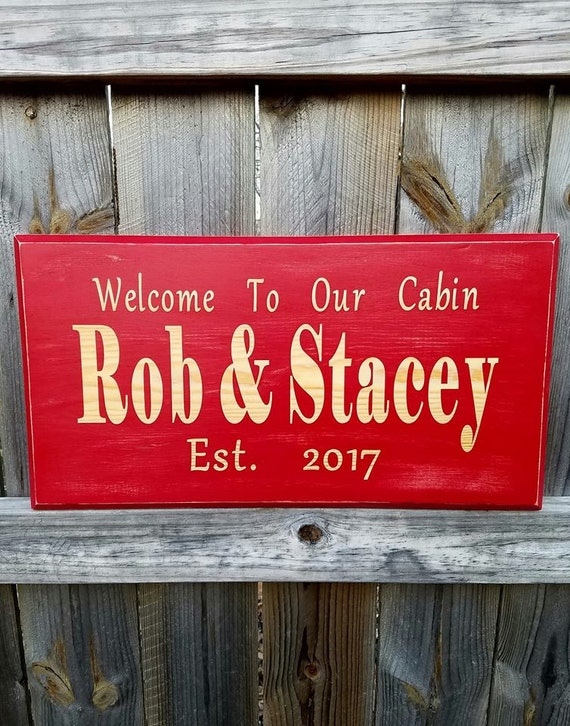 Welcome To Our Cabin
Rob & Stacey
Est. 2017